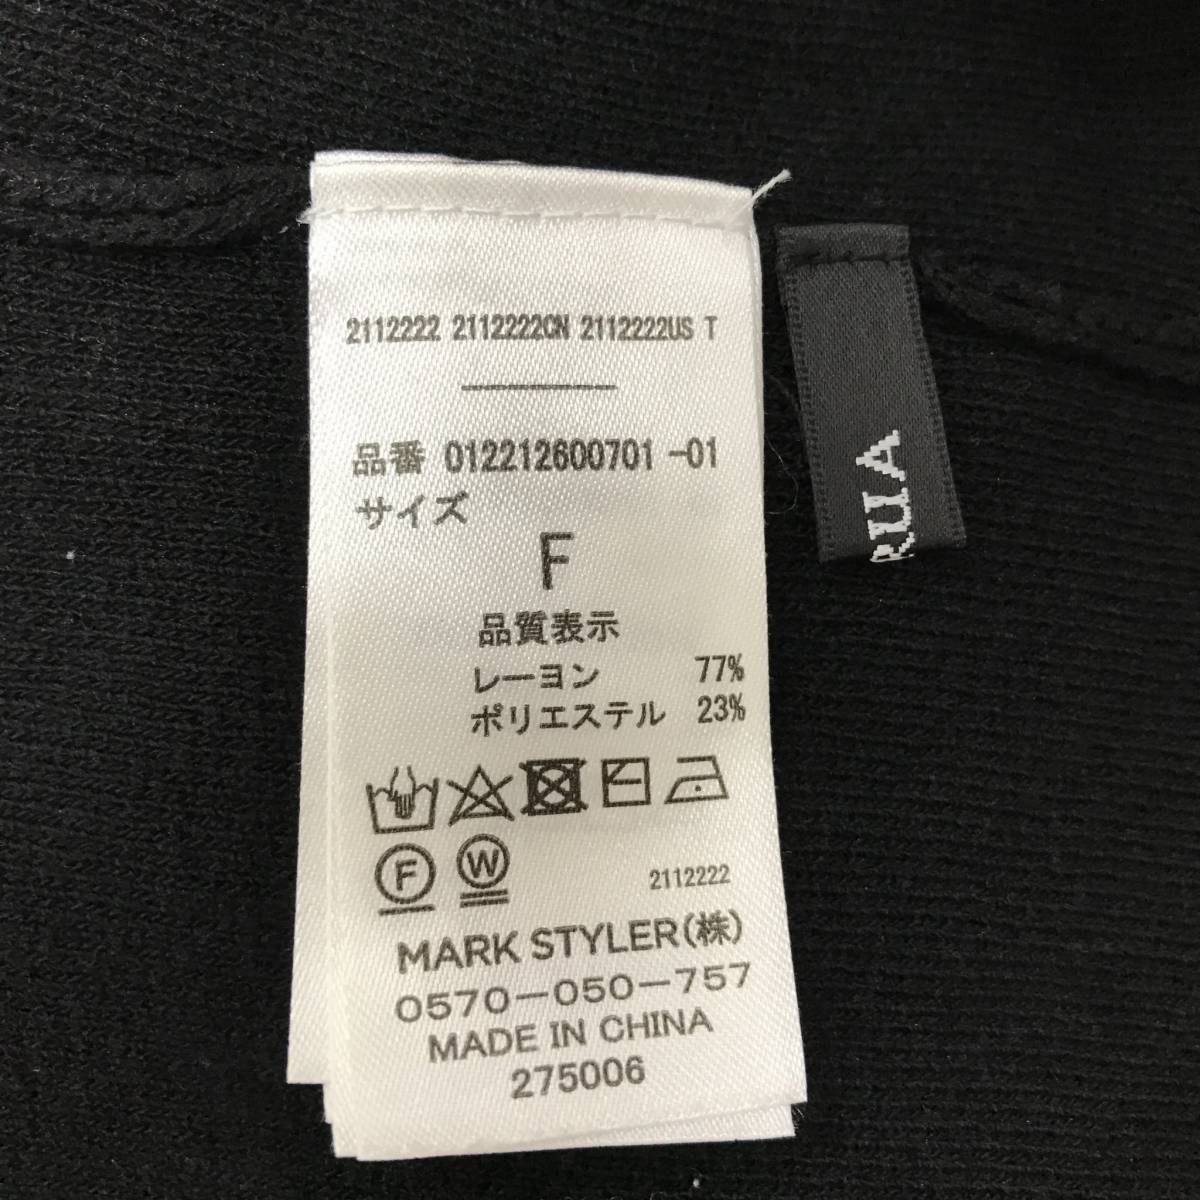 2112222 2112222CN 2112222US T
品番 012212600701 -01
サイズ
F
品質表示
レーヨン 77%
ポリエステル 23%
F W
2112222
MARK STYLER(株)
0570-050-757
MADE IN CHINA
275006